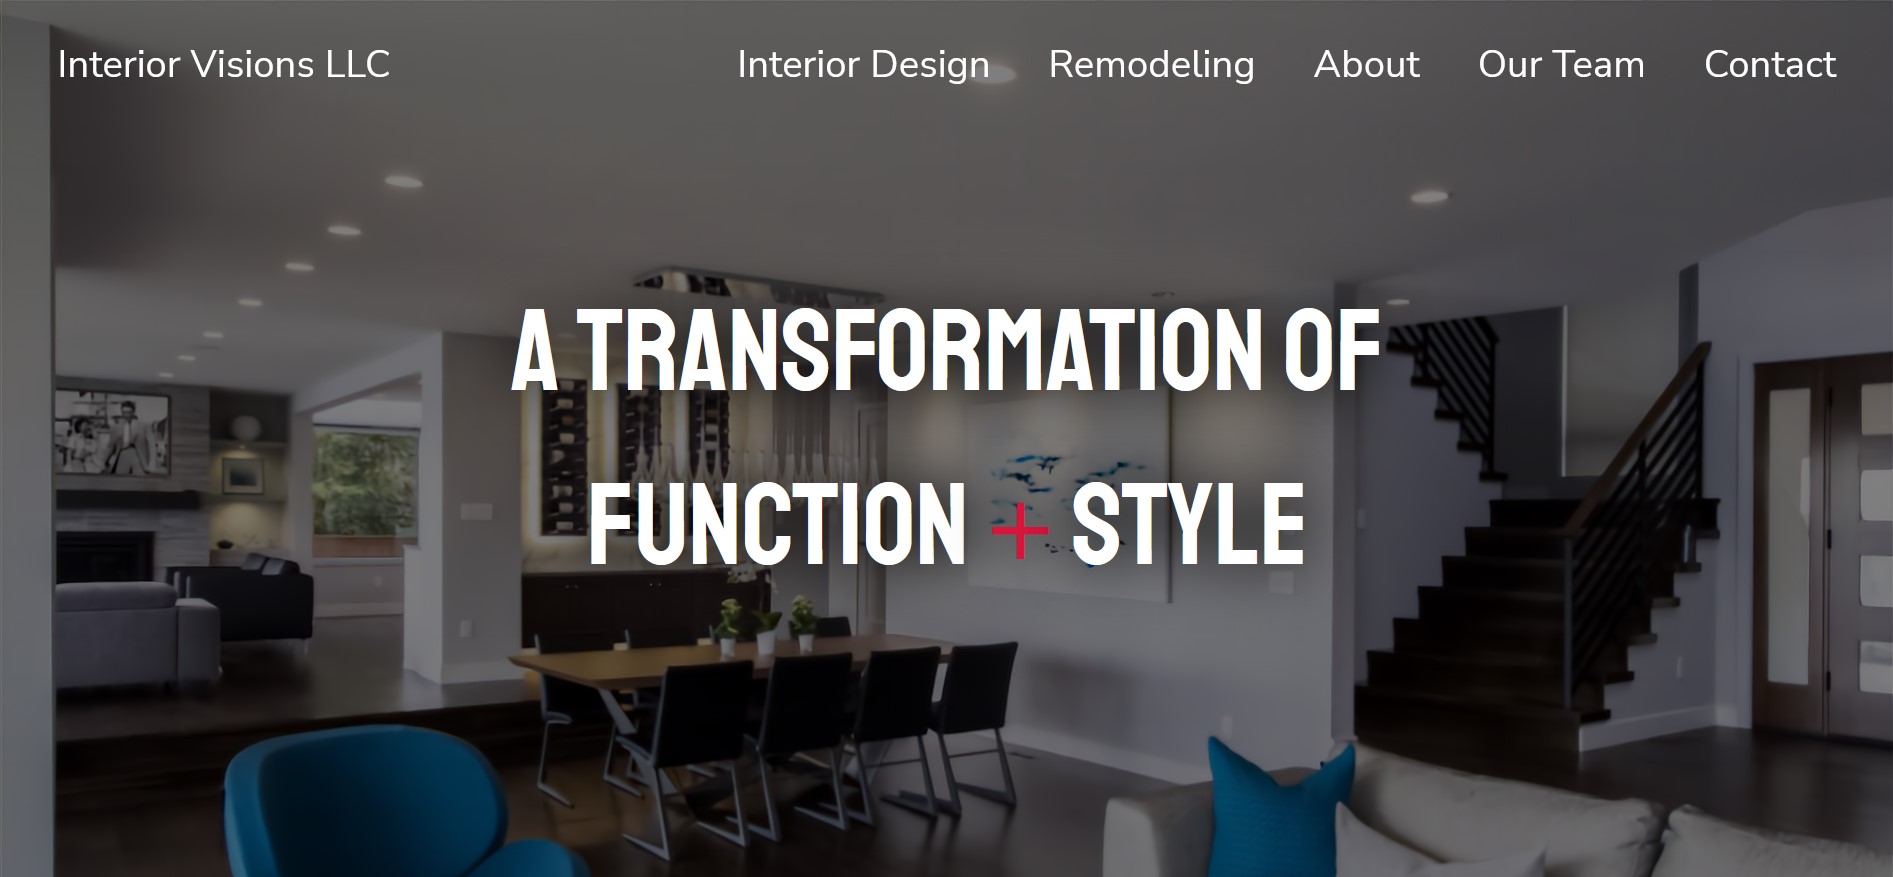 Interior Visions LLC
Interior Design Remodeling About Our Team Contact
A TRANSFORMATION OF
FUNCTION + STYLE